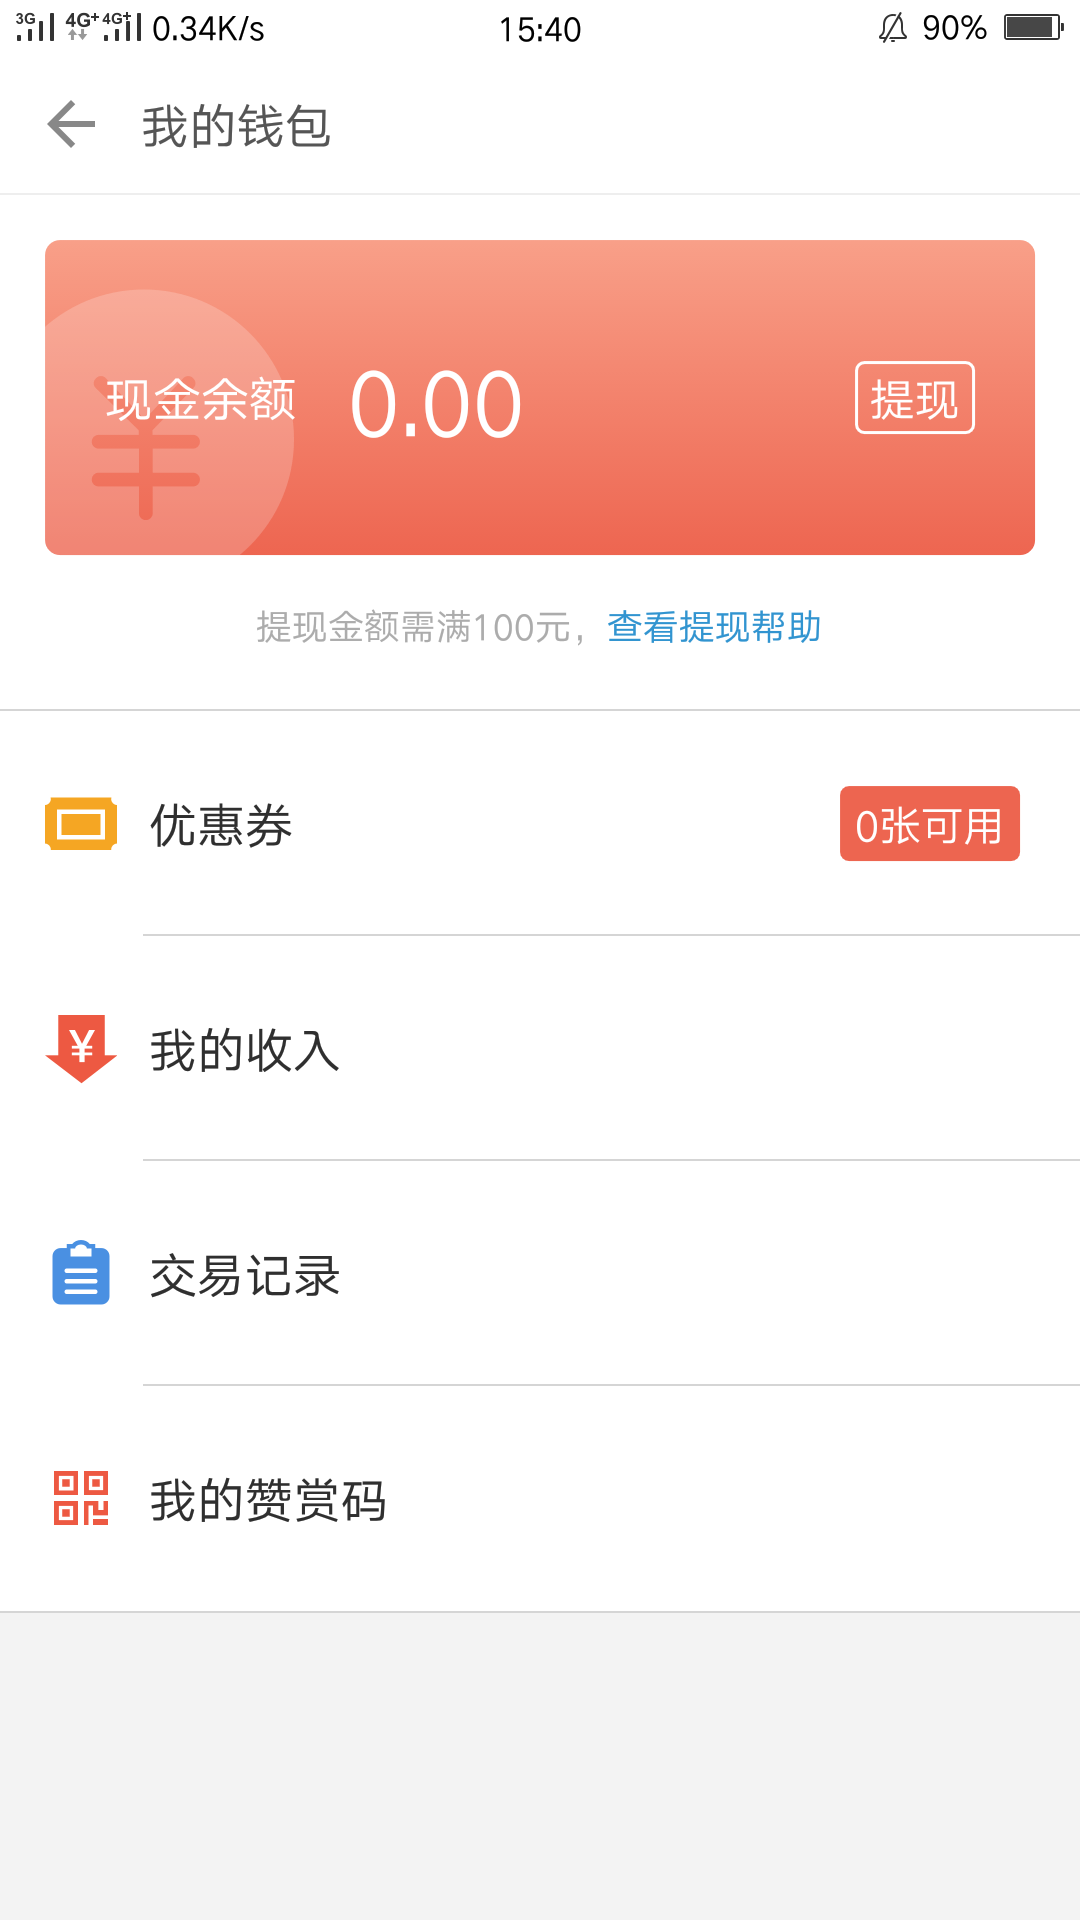 3G 4G+ 4G+ 0.34K/s 15:40 90%
我的钱包
现金余额 0.00 提现
¥
提现金额需满100元，查看提现帮助
优惠券 0张可用
¥ 我的收入
交易记录
我的赞赏码